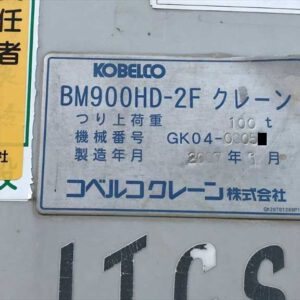 任
者
社
KOBELCO
BM900HD-2F クレーン
つり上荷重 100 t
機械番号 GK04-
製造年月 年 月
コベルコクレーン株式会社